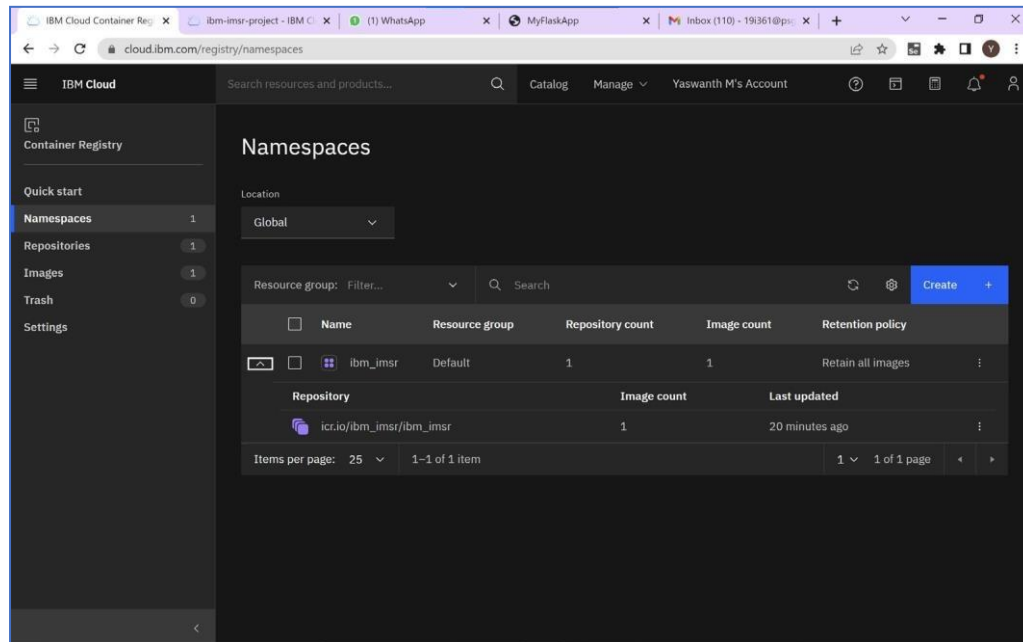 IBM Cloud Container Reg
ibm-imsr-project - IBM Cl
(1) WhatsApp
MyFlaskApp
Inbox (110) - 19i361@psg
cloud.ibm.com/registry/namespaces
Y
IBM Cloud
Search resources and products...
Catalog
Manage
Yaswanth M's Account
Container Registry
Quick start
Namespaces 1
Repositories 1
Images 1
Trash 0
Settings
Namespaces
Location
Global
Resource group: Filter...
Search
Create +
Name Resource group Repository count Image count Retention policy
ibm_imsr Default 1 1 Retain all images
Repository Image count Last updated
icr.io/ibm_imsr/ibm_imsr 1 20 minutes ago
Items per page: 25 1–1 of 1 item 1 1 of 1 page